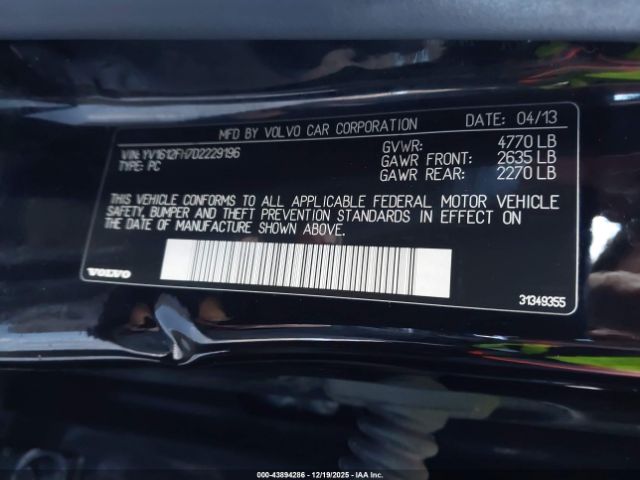 MFD BY VOLVO CAR CORPORATION DATE: 04/13
VIN: YV1612FH7D2229196 GVWR: 4770 LB
TYPE: PC GAWR FRONT: 2635 LB
GAWR REAR: 2270 LB
THIS VEHICLE CONFORMS TO ALL APPLICABLE FEDERAL MOTOR VEHICLE
SAFETY, BUMPER AND THEFT PREVENTION STANDARDS IN EFFECT ON
THE DATE OF MANUFACTURE SHOWN ABOVE.
VOLVO 31349355
000-43894286 - 12/19/2025 - IAA Inc.